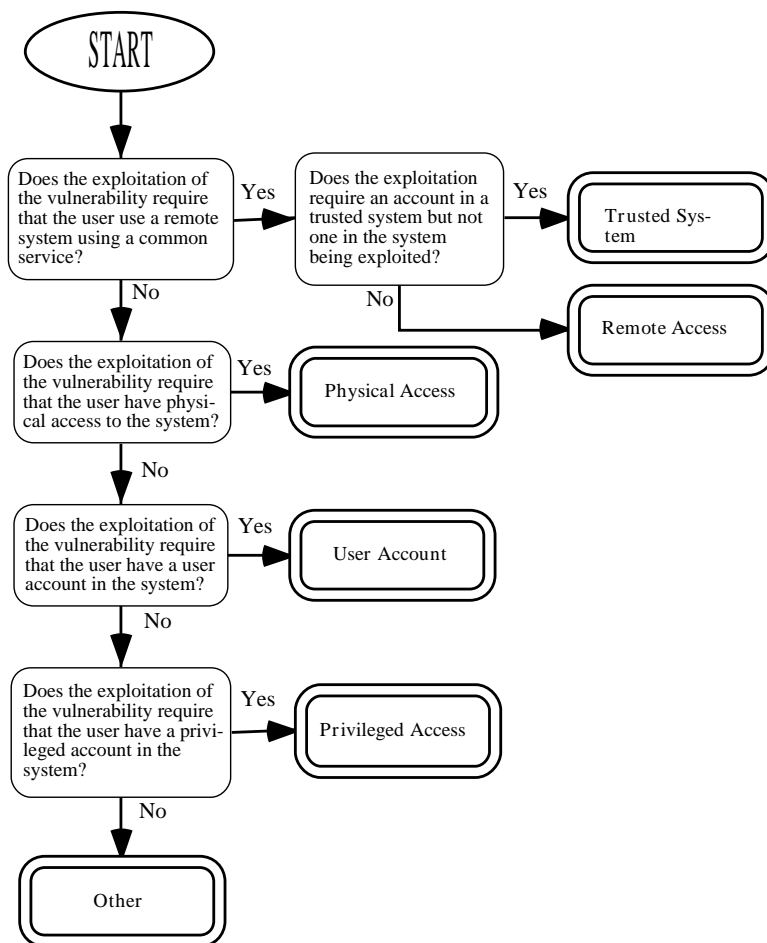 START
Does the exploitation of
the vulnerability require
that the user use a remote
system using a common
service?
Yes
Does the exploitation
require an account in a
trusted system but not
one in the system
being exploited?
Yes
Trusted Sys-
tem
No
No
Remote Access
Does the exploitation of
the vulnerability require
that the user have physi-
cal access to the system?
Yes
Physical Access
No
Does the exploitation of
the vulnerability require
that the user have a user
account in the system?
Yes
User Account
No
Does the exploitation of
the vulnerability require
that the user have a privi-
leged account in the
system?
Yes
Privileged Access
No
Other